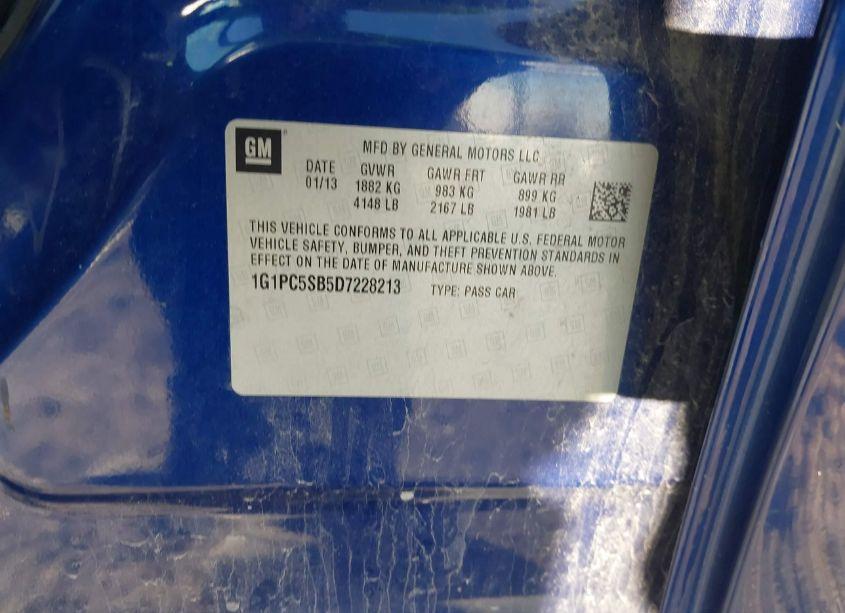 GM
MFD BY GENERAL MOTORS LLC
DATE GVWR GAWR FRT GAWR RR
01/13 1882 KG 983 KG 899 KG
4148 LB 2167 LB 1981 LB
THIS VEHICLE CONFORMS TO ALL APPLICABLE U.S. FEDERAL MOTOR
VEHICLE SAFETY, BUMPER, AND THEFT PREVENTION STANDARDS IN
EFFECT ON THE DATE OF MANUFACTURE SHOWN ABOVE.
1G1PC5SB5D7228213 TYPE: PASS CAR